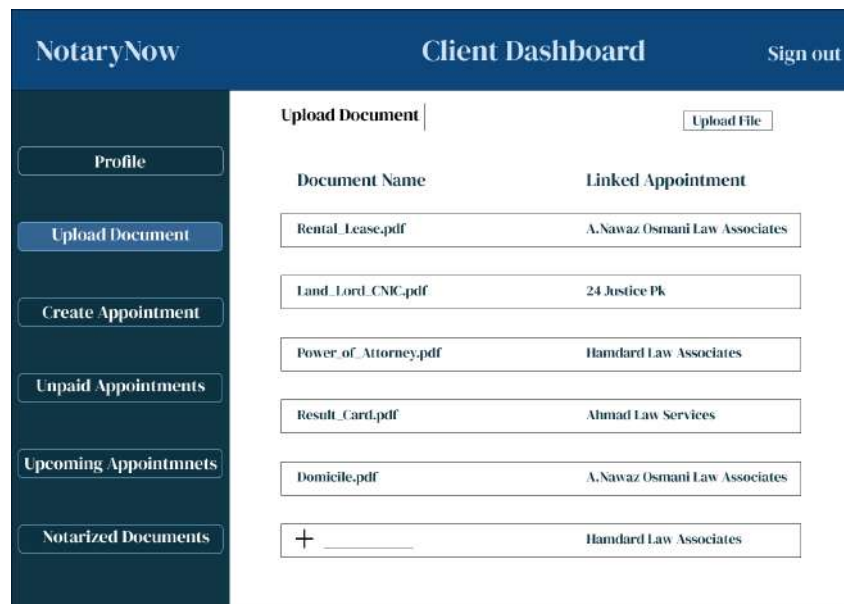 NotaryNow Client Dashboard Sign out
Upload Document Upload File
Profile
Document Name Linked Appointment
Upload Document
Rental_Lease.pdf A.Nawaz Osmani Law Associates
Land_Lord_CNIC.pdf 24 Justice Pk
Create Appointment
Power_of_Attorney.pdf Hamdard Law Associates
Unpaid Appointments
Result_Card.pdf Ahmad Law Services
Upcoming Appointmnets
Domicile.pdf A.Nawaz Osmani Law Associates
Notarized Documents
+ ____________ Hamdard Law Associates